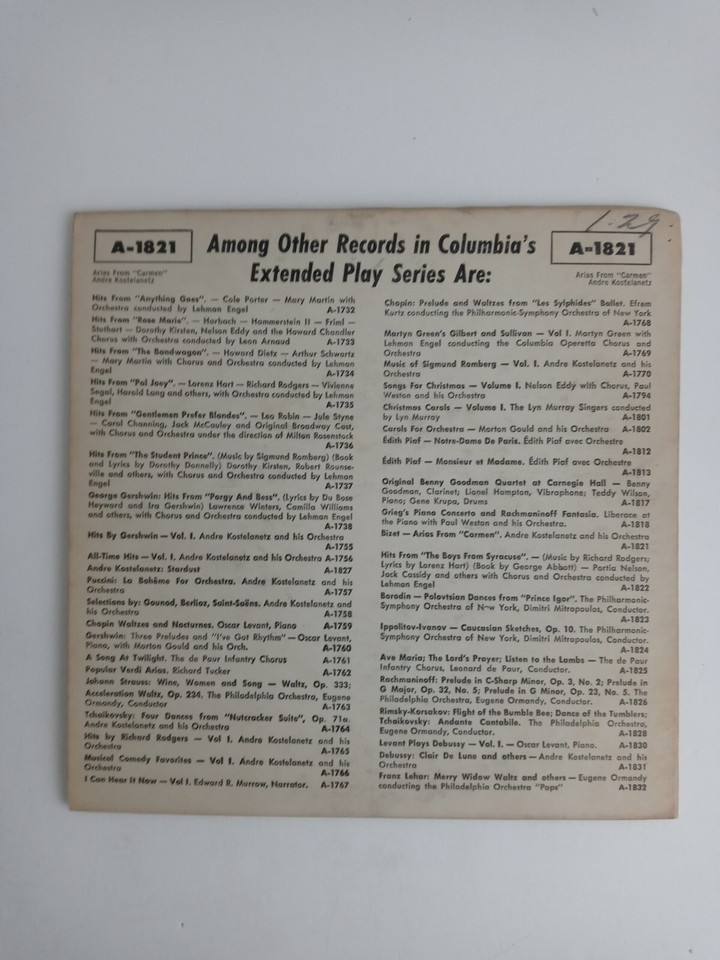 1.29
A-1821
Among Other Records in Columbia's
Extended Play Series Are:
A-1821
Arias From "Carmen"
Andre Kostelanetz
Arias From "Carmen"
Andre Kostelanetz
Hits From "Anything Goes". — Cole Porter — Mary Martin with
Orchestra conducted by Lehman Engel A-1732
Hits From "Rose Marie". — Harbach — Hammerstein II — Friml —
Stothart — Dorothy Kirsten, Nelson Eddy and the Howard Chandler
Chorus with Orchestra conducted by Leon Arnaud A-1733
Hits From "The Bandwagon". — Howard Dietz — Arthur Schwartz
— Mary Martin with Chorus and Orchestra conducted by Lehman
Engel A-1734
Hits From "Pal Joey". — Lorenz Hart — Richard Rodgers — Vivienne
Segal, Harold Lang and others, with Orchestra conducted by Lehman
Engel A-1735
Hits From "Gentlemen Prefer Blondes". — Leo Robin — Jule Styne
— Carol Channing, Jack McCauley and Original Broadway Cast,
with Chorus and Orchestra under the direction of Milton Rosenstock
A-1736
Hits From "The Student Prince". (Music by Sigmund Romberg) (Book
and Lyrics by Dorothy Donnelly) Dorothy Kirsten, Robert Rounse-
ville and others, with Chorus and Orchestra conducted by Lehman
Engel A-1737
George Gershwin: Hits From "Porgy And Bess". (Lyrics by Du Bose
Heyward and Ira Gershwin) Lawrence Winters, Camilla Williams
and others, with Chorus and Orchestra conducted by Lehman Engel
A-1738
Hits By Gershwin — Vol. I. Andre Kostelanetz and his Orchestra
A-1755
All-Time Hits — Vol. I. Andre Kostelanetz and his Orchestra A-1756
Andre Kostelanetz: Stardust A-1827
Puccini: La Bohême For Orchestra. Andre Kostelanetz and his
Orchestra A-1757
Selections by: Gounod, Berlioz, Saint-Saëns. Andre Kostelanetz and
his Orchestra A-1758
Chopin Waltzes and Nocturnes. Oscar Levant, Piano A-1759
Gershwin: Three Preludes and "I've Got Rhythm" — Oscar Levant,
Piano, with Morton Gould and his Orch. A-1760
A Song At Twilight. The de Paur Infantry Chorus A-1761
Popular Verdi Arias. Richard Tucker A-1762
Johann Strauss: Wine, Women and Song — Waltz, Op. 333;
Acceleration Waltz, Op. 234. The Philadelphia Orchestra, Eugene
Ormandy, Conductor A-1763
Tchaikovsky: Four Dances from "Nutcracker Suite", Op. 71a.
Andre Kostelanetz and his Orchestra A-1764
Hits by Richard Rodgers — Vol I. Andre Kostelanetz and his
Orchestra A-1765
Musical Comedy Favorites — Vol I. Andre Kostelanetz and his
Orchestra A-1766
I Can Hear It Now — Vol I. Edward R. Murrow, Narrator. A-1767
Chopin: Prelude and Waltzes from "Les Sylphides" Ballet. Efrem
Kurtz conducting the Philharmonic-Symphony Orchestra of New York
A-1768
Martyn Green's Gilbert and Sullivan — Vol I. Martyn Green with
Lehman Engel conducting the Columbia Operetta Chorus and
Orchestra A-1769
Music of Sigmund Romberg — Vol. I. Andre Kostelanetz and his
Orchestra A-1770
Songs For Christmas — Volume I. Nelson Eddy with Chorus, Paul
Weston and his Orchestra A-1794
Christmas Carols — Volume I. The Lyn Murray Singers conducted
by Lyn Murray A-1801
Carols For Orchestra — Morton Gould and his Orchestra A-1802
Édith Piaf — Notre-Dame De Paris. Édith Piaf avec Orchestre
A-1812
Édith Piaf — Monsieur et Madame. Édith Piaf avec Orchestre
A-1813
Original Benny Goodman Quartet at Carnegie Hall — Benny
Goodman, Clarinet; Lionel Hampton, Vibraphone; Teddy Wilson,
Piano; Gene Krupa, Drums A-1817
Grieg's Piano Concerto and Rachmaninoff Fantasia. Liberace at
the Piano with Paul Weston and his Orchestra. A-1818
Bizet — Arias From "Carmen". Andre Kostelanetz and his Orchestra
A-1821
Hits From "The Boys From Syracuse". — (Music by Richard Rodgers;
Lyrics by Lorenz Hart) (Book by George Abbott) — Portia Nelson,
Jack Cassidy and others with Chorus and Orchestra conducted by
Lehman Engel A-1822
Borodin — Polovtsian Dances from "Prince Igor". The Philharmonic-
Symphony Orchestra of New York, Dimitri Mitropoulos, Conductor.
A-1823
Ippolitov-Ivanov — Caucasian Sketches, Op. 10. The Philharmonic-
Symphony Orchestra of New York, Dimitri Mitropoulos, Conductor.
A-1824
Ave Maria; The Lord's Prayer; Listen to the Lambs — The de Paur
Infantry Chorus, Leonard de Paur, Conductor. A-1825
Rachmaninoff: Prelude in C-Sharp Minor, Op. 3, No. 2; Prelude in
G Major, Op. 32, No. 5; Prelude in G Minor, Op. 23, No. 5. The
Philadelphia Orchestra, Eugene Ormandy, Conductor. A-1826
Rimsky-Korsakov: Flight of the Bumble Bee; Dance of the Tumblers;
Tchaikovsky: Andante Cantabile. The Philadelphia Orchestra,
Eugene Ormandy, Conductor. A-1828
Levant Plays Debussy — Vol. I. — Oscar Levant, Piano. A-1830
Debussy: Clair De Lune and others — Andre Kostelanetz and his
Orchestra A-1831
Franz Lehar: Merry Widow Waltz and others — Eugene Ormandy
conducting the Philadelphia Orchestra "Pops" A-1832